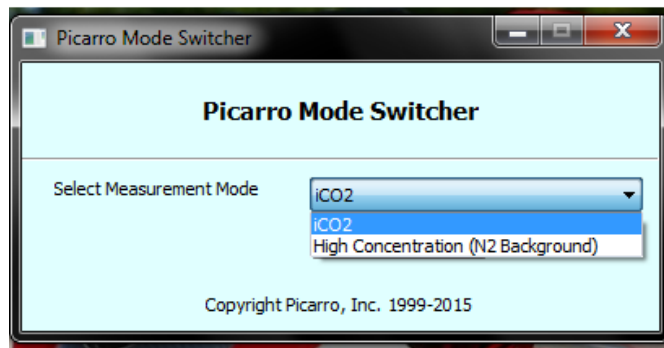 Picarro Mode Switcher
Picarro Mode Switcher
Select Measurement Mode
iCO2
iCO2
High Concentration (N2 Background)
Copyright Picarro, Inc. 1999-2015